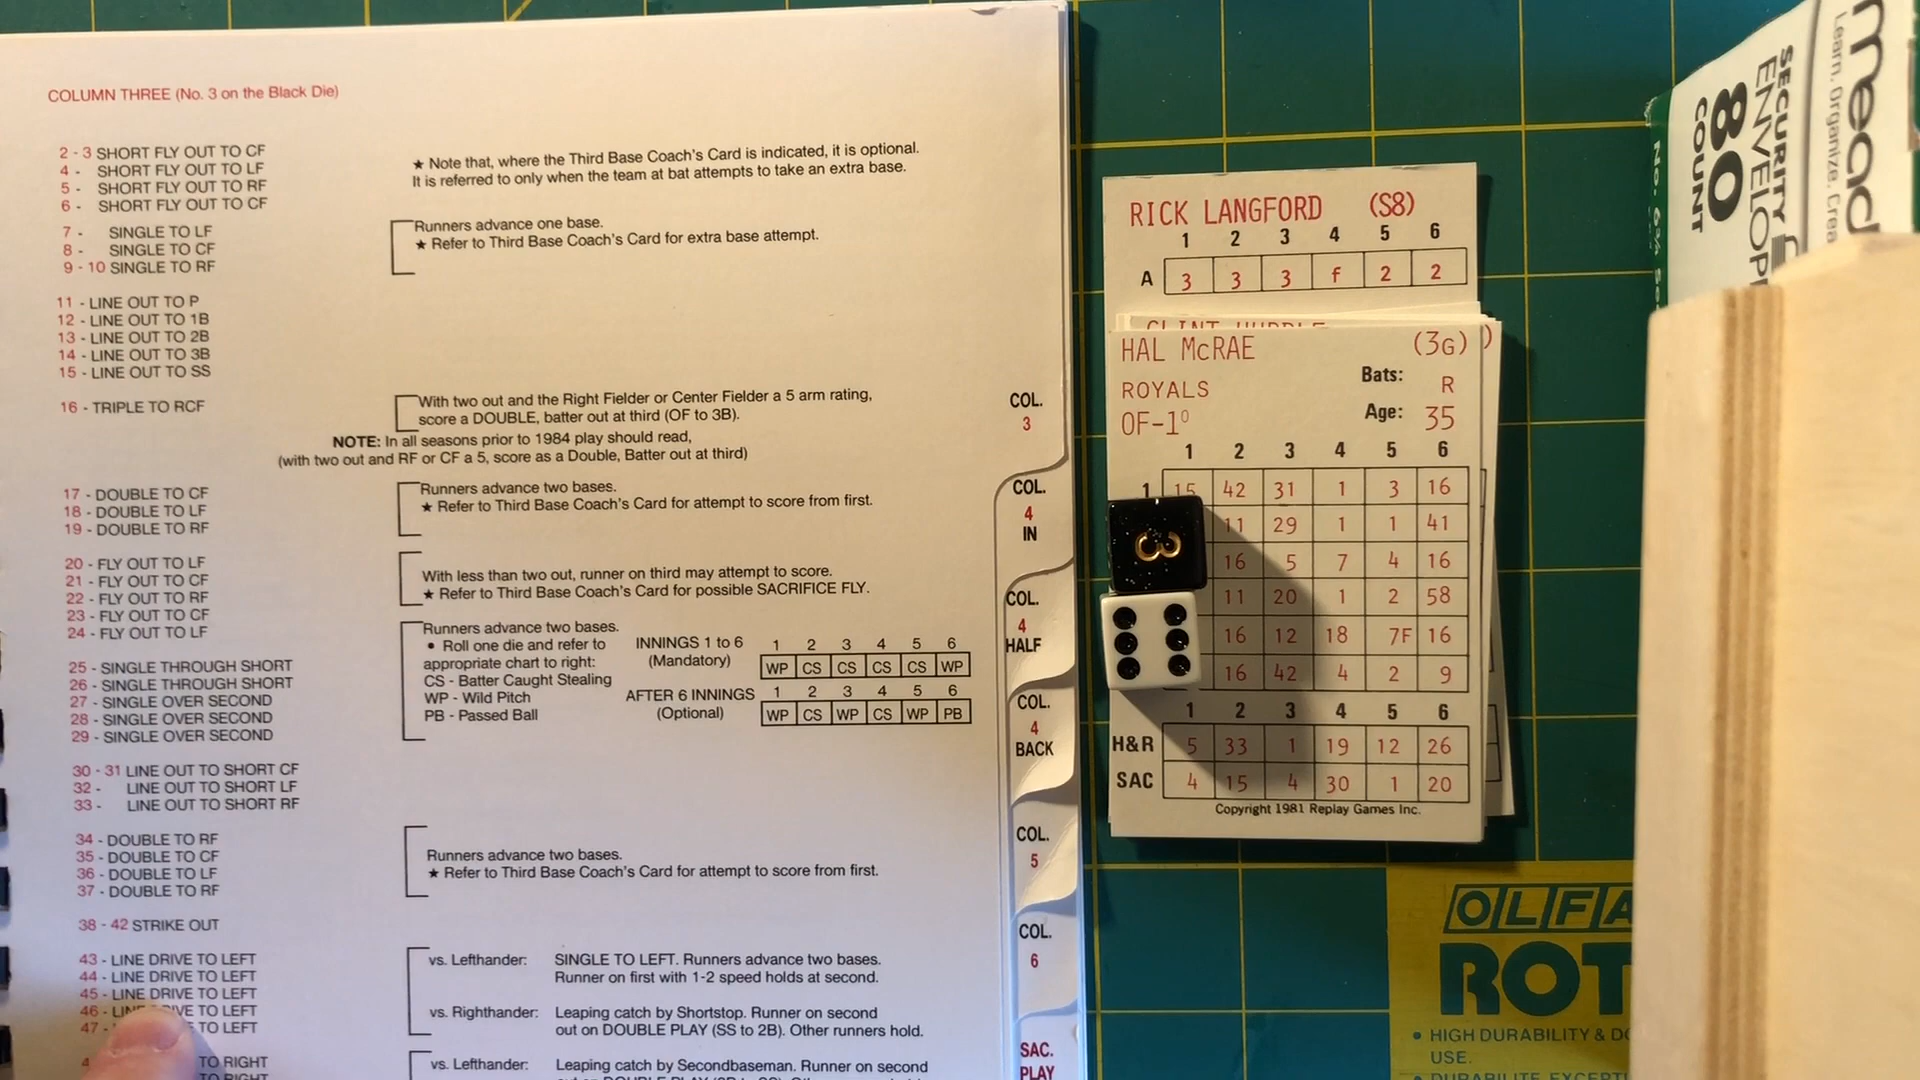 COLUMN THREE (No. 3 on the Black Die)
2 - 3 SHORT FLY OUT TO CF
4 - SHORT FLY OUT TO LF
5 - SHORT FLY OUT TO RF
6 - SHORT FLY OUT TO CF
★ Note that, where the Third Base Coach's Card is indicated, it is optional.
It is referred to only when the team at bat attempts to take an extra base.
7 - SINGLE TO LF
8 - SINGLE TO CF
9 - 10 SINGLE TO RF
Runners advance one base.
★ Refer to Third Base Coach's Card for extra base attempt.
11 - LINE OUT TO P
12 - LINE OUT TO 1B
13 - LINE OUT TO 2B
14 - LINE OUT TO 3B
15 - LINE OUT TO SS
16 - TRIPLE TO RCF
With two out and the Right Fielder or Center Fielder a 5 arm rating,
score a DOUBLE, batter out at third (OF to 3B).
NOTE: In all seasons prior to 1984 play should read,
(with two out and RF or CF a 5, score as a Double, Batter out at third)
17 - DOUBLE TO CF
18 - DOUBLE TO LF
19 - DOUBLE TO RF
Runners advance two bases.
★ Refer to Third Base Coach's Card for attempt to score from first.
20 - FLY OUT TO LF
21 - FLY OUT TO CF
22 - FLY OUT TO RF
23 - FLY OUT TO CF
24 - FLY OUT TO LF
With less than two out, runner on third may attempt to score.
★ Refer to Third Base Coach's Card for possible SACRIFICE FLY.
25 - SINGLE THROUGH SHORT
26 - SINGLE THROUGH SHORT
27 - SINGLE OVER SECOND
28 - SINGLE OVER SECOND
29 - SINGLE OVER SECOND
Runners advance two bases.
• Roll one die and refer to
appropriate chart to right:
CS - Batter Caught Stealing
WP - Wild Pitch
PB - Passed Ball
INNINGS 1 to 6 1 2 3 4 5 6
(Mandatory) WP CS CS CS CS WP
AFTER 6 INNINGS 1 2 3 4 5 6
(Optional) WP CS WP CS WP PB
30 - 31 LINE OUT TO SHORT CF
32 - LINE OUT TO SHORT LF
33 - LINE OUT TO SHORT RF
34 - DOUBLE TO RF
35 - DOUBLE TO CF
36 - DOUBLE TO LF
37 - DOUBLE TO RF
Runners advance two bases.
★ Refer to Third Base Coach's Card for attempt to score from first.
38 - 42 STRIKE OUT
43 - LINE DRIVE TO LEFT
44 - LINE DRIVE TO LEFT
45 - LINE DRIVE TO LEFT
46 - TO LEFT
47 - TO LEFT
vs. Lefthander: SINGLE TO LEFT. Runners advance two bases.
Runner on first with 1-2 speed holds at second.
vs. Righthander: Leaping catch by Shortstop. Runner on second
out on DOUBLE PLAY (SS to 2B). Other runners hold.
TO RIGHT
TO RIGHT
vs. Lefthander: Leaping catch by Secondbaseman. Runner on second
COL.
3
COL.
4
IN
COL.
4
HALF
COL.
4
BACK
COL.
5
COL.
6
SAC.
PLAY
RICK LANGFORD (S8)
1 2 3 4 5 6
A 3 3 3 f 2 2
CLINT HURDLE )
HAL McRAE (3G)
ROYALS Bats: R
OF-1⁰ Age: 35
1 2 3 4 5 6
1 15 42 31 1 3 16
11 29 1 1 41
16 5 7 4 16
11 20 1 2 58
16 12 18 7F 16
16 42 4 2 9
1 2 3 4 5 6
H&R 5 33 1 19 12 26
SAC 4 15 4 30 1 20
Copyright 1981 Replay Games Inc.
3
mead
Learn. Organize.
SECURITY
80
COUNT
OLFA
ROT
• HIGH DURABILITY &
USE.